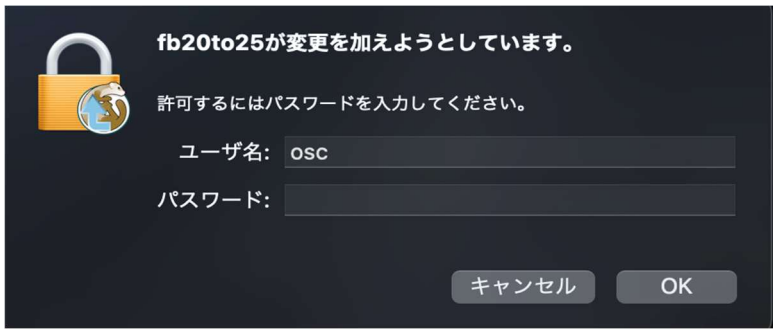 fb20to25が変更を加えようとしています。
許可するにはパスワードを入力してください。
ユーザ名: osc
パスワード:
キャンセル OK